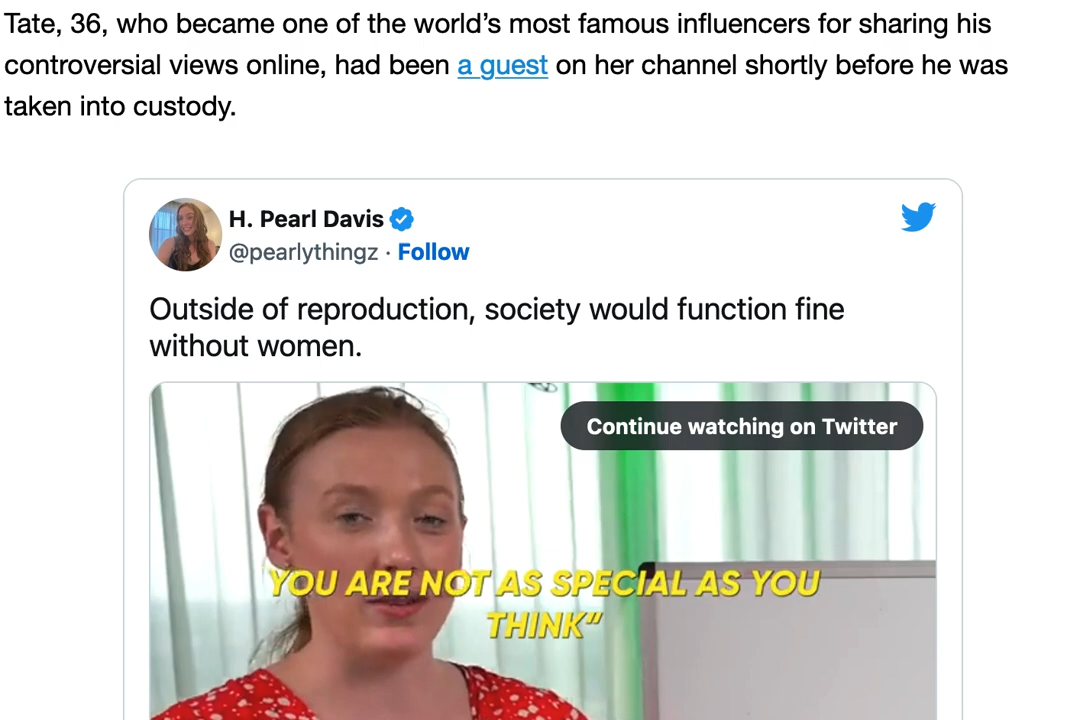 Tate, 36, who became one of the world’s most famous influencers for sharing his
controversial views online, had been a guest on her channel shortly before he was
taken into custody.
H. Pearl Davis
@pearlythingz · Follow
Outside of reproduction, society would function fine
without women.
Continue watching on Twitter
YOU ARE NOT AS SPECIAL AS YOU
THINK”